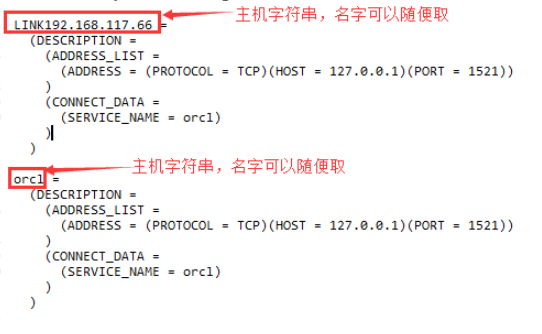 主机字符串，名字可以随便取
LINK192.168.117.66 =
(DESCRIPTION =
(ADDRESS_LIST =
(ADDRESS = (PROTOCOL = TCP)(HOST = 127.0.0.1)(PORT = 1521))
)
(CONNECT_DATA =
(SERVICE_NAME = orcl)
)
)
主机字符串，名字可以随便取
orcl =
(DESCRIPTION =
(ADDRESS_LIST =
(ADDRESS = (PROTOCOL = TCP)(HOST = 127.0.0.1)(PORT = 1521))
)
(CONNECT_DATA =
(SERVICE_NAME = orcl)
)
)